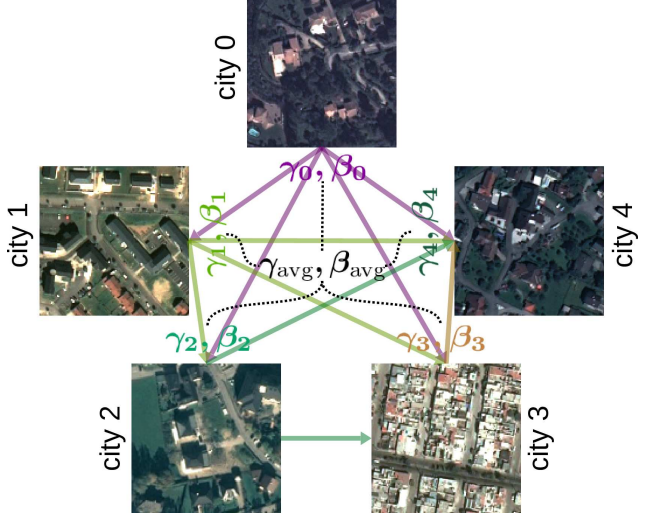 city 0
γ₀, β₀
city 1
γ₁, β₁
γ₄, β₄
city 4
γavg, βavg
γ₂, β₂
γ₃, β₃
city 2
city 3